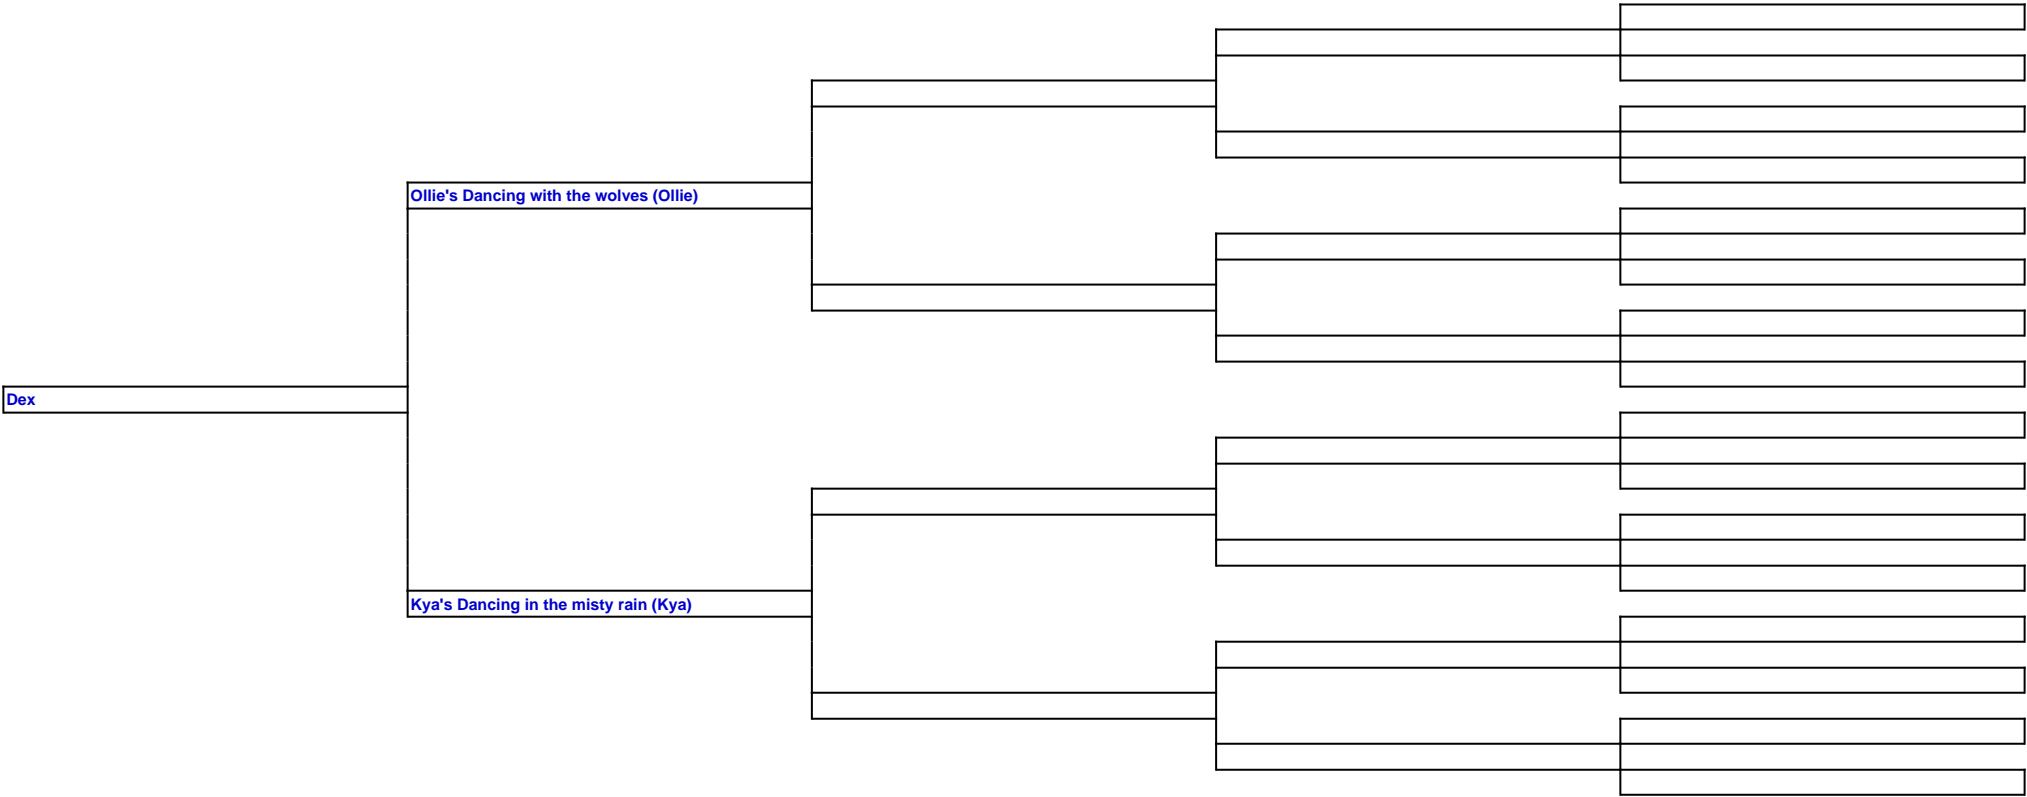 Ollie's Dancing with the wolves (Ollie)
Dex
Kya's Dancing in the misty rain (Kya)